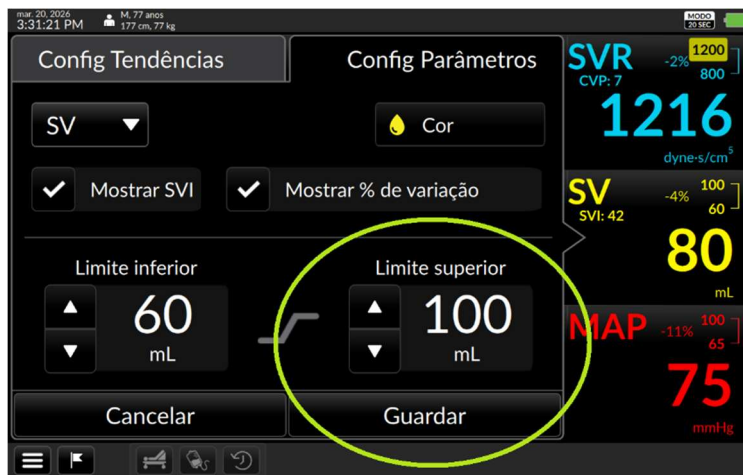 mar. 20, 2026
3:31:21 PM
M, 77 anos
177 cm, 77 kg
MODO
20 SEC
Config Tendências
Config Parâmetros
SV
Cor
Mostrar SVI
Mostrar % de variação
Limite inferior
Limite superior
60
mL
100
mL
Cancelar
Guardar
SVR
CVP: 7
-2%
1200
800
1216
dyne·s/cm⁵
SV
SVI: 42
-4%
100
60
80
mL
MAP
-11%
100
65
75
mmHg